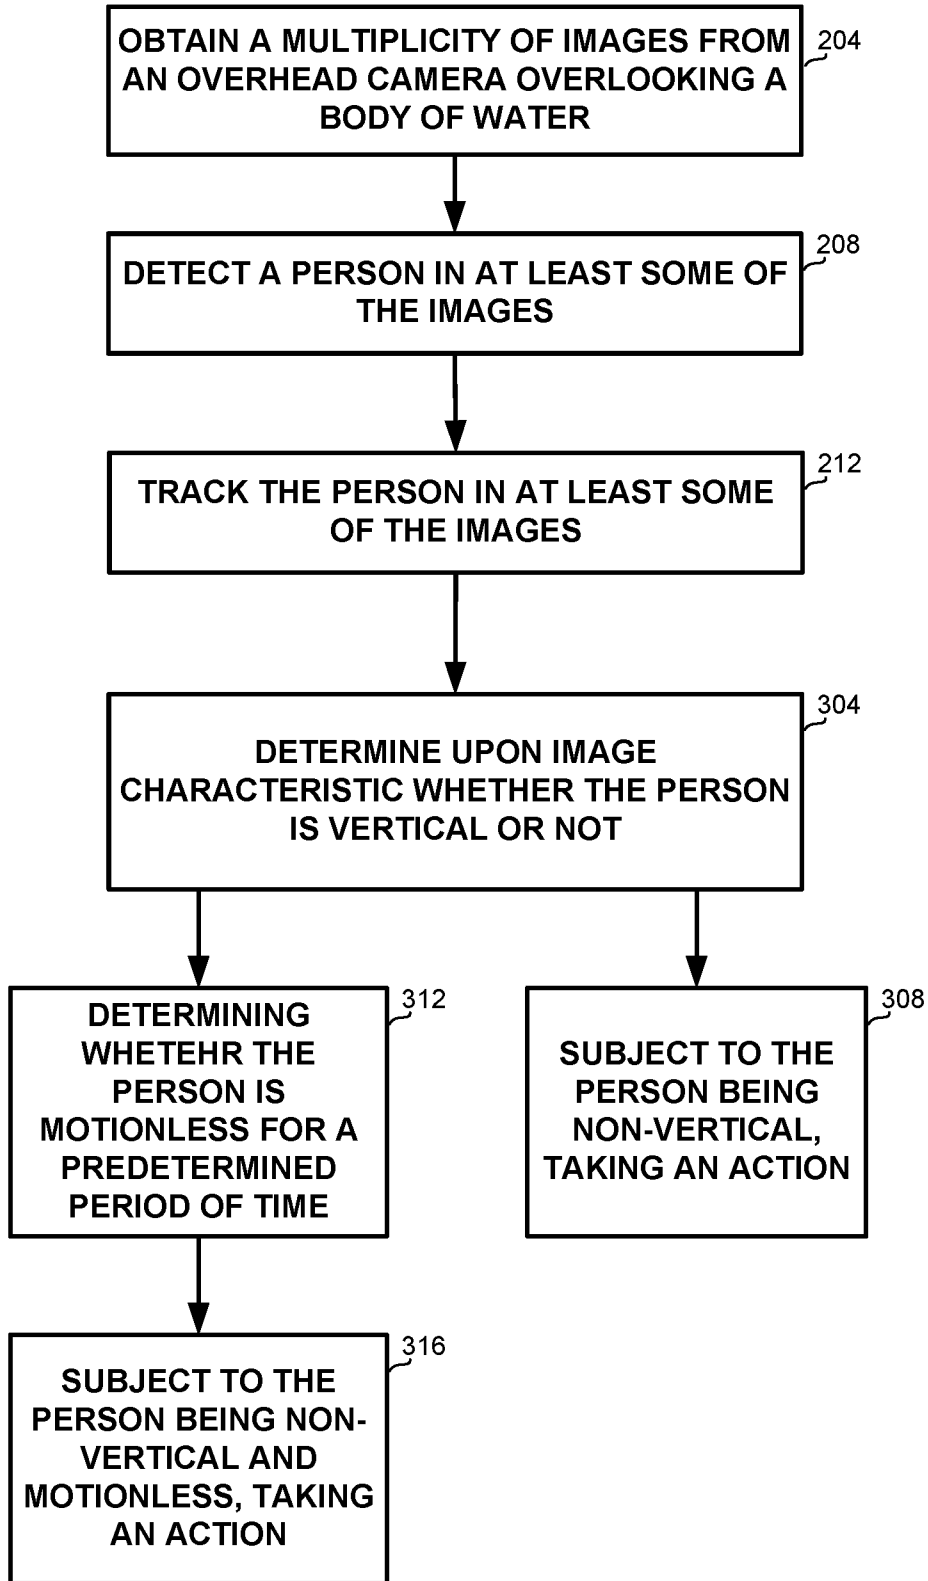 OBTAIN A MULTIPLICITY OF IMAGES FROM
AN OVERHEAD CAMERA OVERLOOKING A
BODY OF WATER
204
DETECT A PERSON IN AT LEAST SOME OF
THE IMAGES
208
TRACK THE PERSON IN AT LEAST SOME
OF THE IMAGES
212
DETERMINE UPON IMAGE
CHARACTERISTIC WHETHER THE PERSON
IS VERTICAL OR NOT
304
DETERMINING
WHETEHR THE
PERSON IS
MOTIONLESS FOR A
PREDETERMINED
PERIOD OF TIME
312
SUBJECT TO THE
PERSON BEING
NON-VERTICAL,
TAKING AN ACTION
308
SUBJECT TO THE
PERSON BEING NON-
VERTICAL AND
MOTIONLESS, TAKING
AN ACTION
316